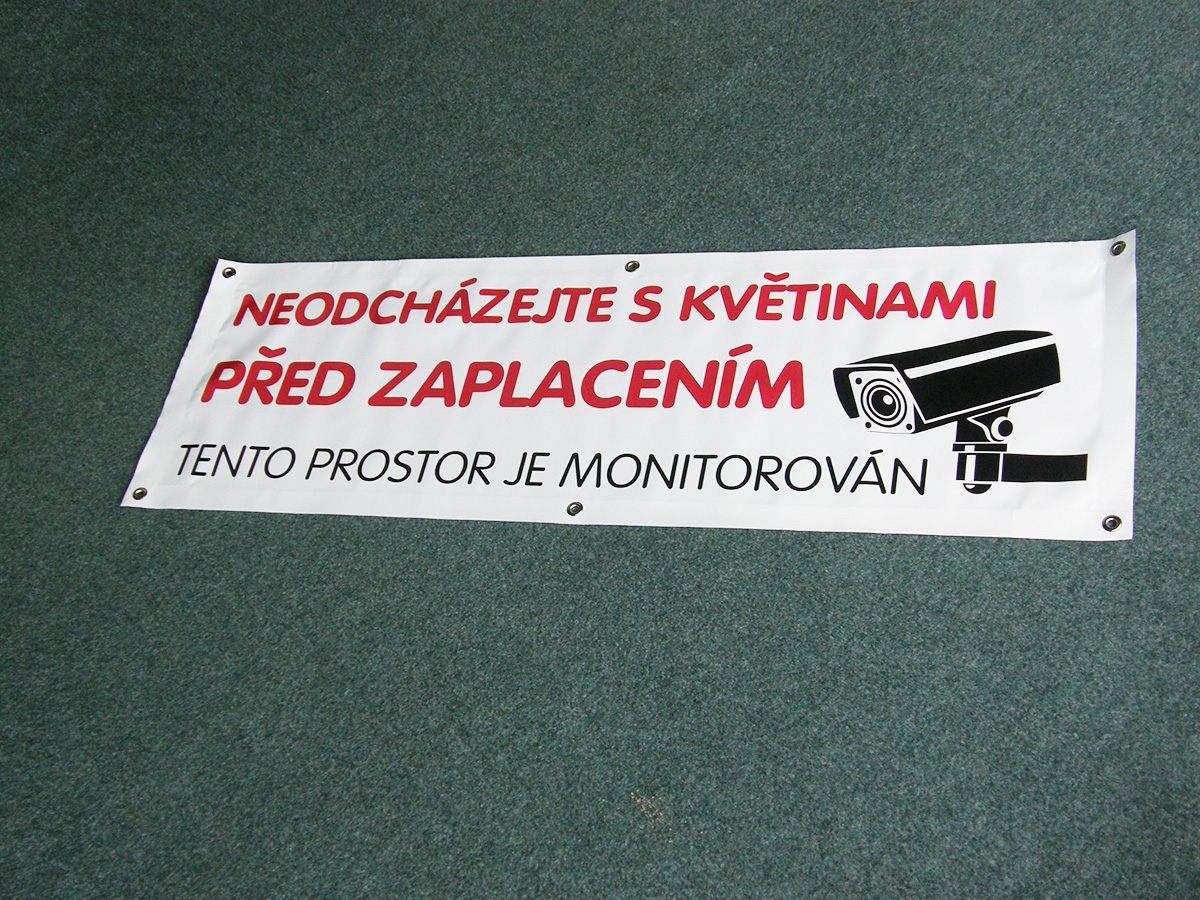 NEODCHÁZEJTE S KVĚTINAMI
PŘED ZAPLACENÍM
TENTO PROSTOR JE MONITOROVÁN